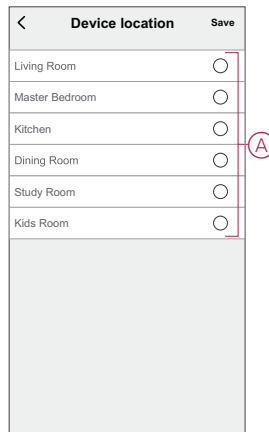 Device location Save
Living Room
Master Bedroom
Kitchen
A
Dining Room
Study Room
Kids Room